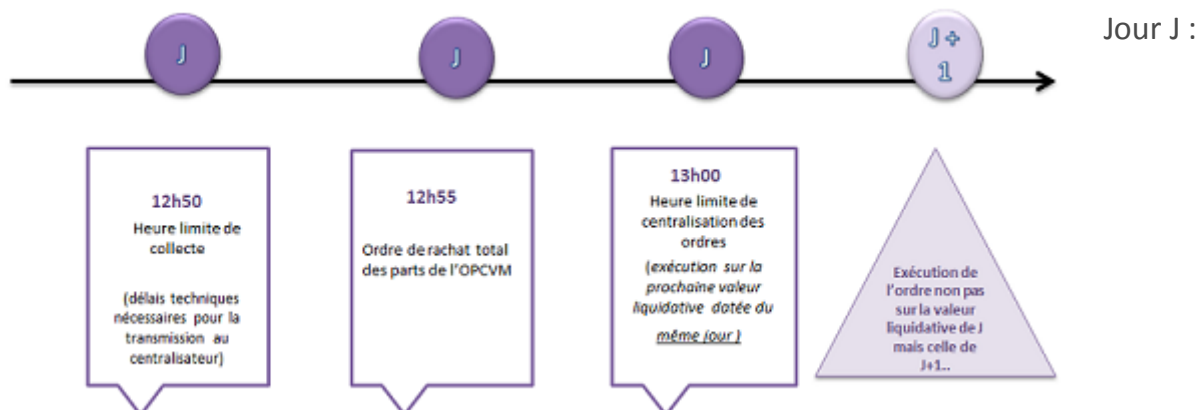 Jour J :
J
J
J
J+
1
12h50
Heure limite de
collecte
(délais techniques
nécessaires pour la
transmission au
centralisateur)
12h55
Ordre de rachat total
des parts de l'OPCVM
13h00
Heure limite de
centralisation des
ordres
(exécution sur la
prochaine valeur
liquidative datée du
même jour )
Exécution de
l'ordre non pas
sur la valeur
liquidative de J
mais celle de
J+1..